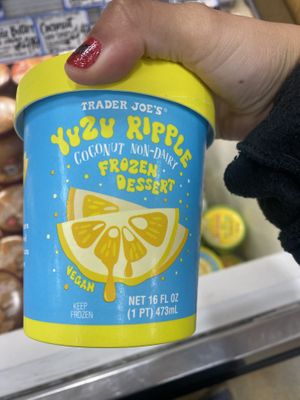 TRADER JOE'S®
YUZU RIPPLE
COCONUT NON-DAIRY
FROZEN
DESSERT
VEGAN
KEEP
FROZEN
NET 16 FL OZ
(1 PT) 473mL